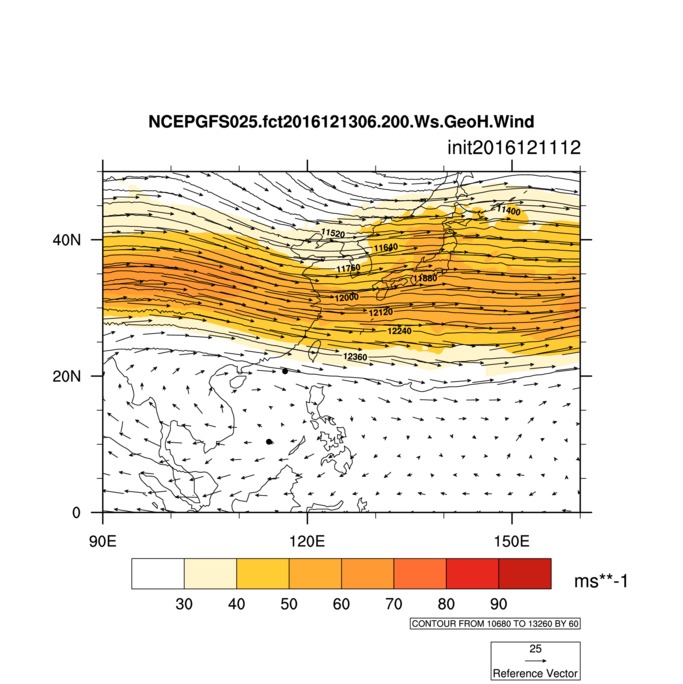 NCEPGFS025.fct2016121306.200.Ws.GeoH.Wind
init2016121112
11400
11520
11640
40N
11760
11880
12000
12120
12240
12360
20N
0
90E 120E 150E
ms**-1
30 40 50 60 70 80 90
CONTOUR FROM 10680 TO 13260 BY 60
25
Reference Vector